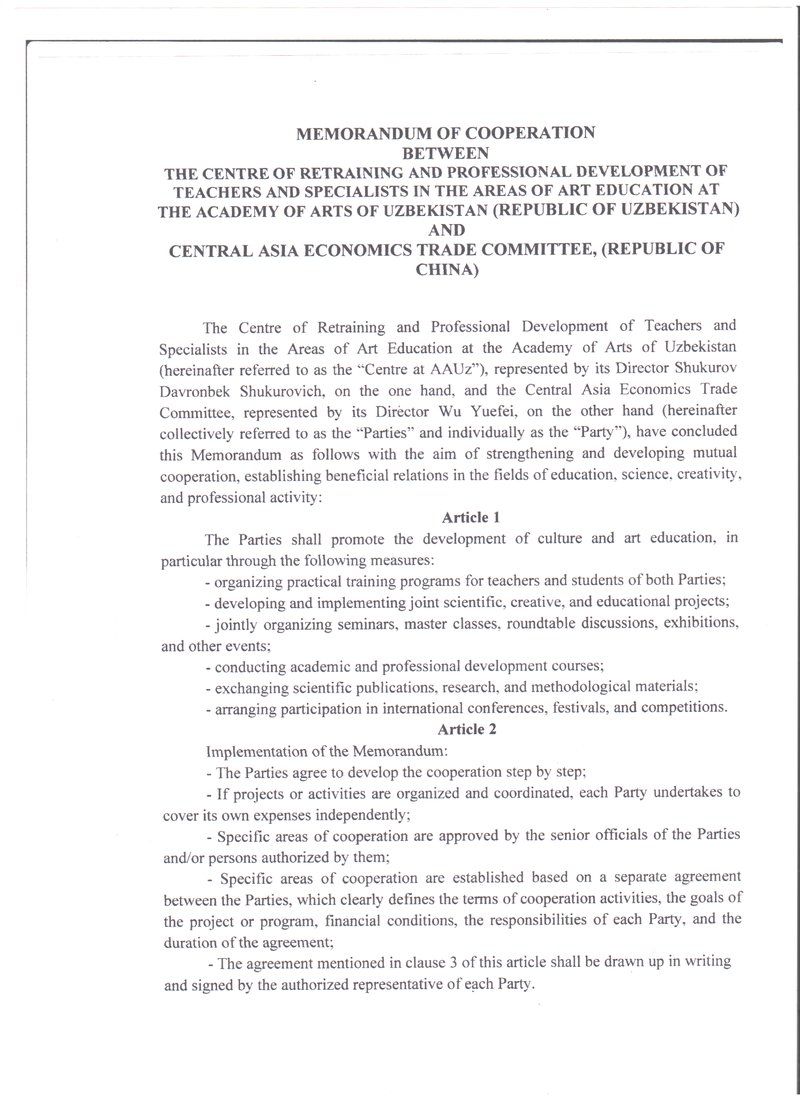 MEMORANDUM OF COOPERATION
BETWEEN
THE CENTRE OF RETRAINING AND PROFESSIONAL DEVELOPMENT OF
TEACHERS AND SPECIALISTS IN THE AREAS OF ART EDUCATION AT
THE ACADEMY OF ARTS OF UZBEKISTAN (REPUBLIC OF UZBEKISTAN)
AND
CENTRAL ASIA ECONOMICS TRADE COMMITTEE, (REPUBLIC OF
CHINA)
The Centre of Retraining and Professional Development of Teachers and
Specialists in the Areas of Art Education at the Academy of Arts of Uzbekistan
(hereinafter referred to as the “Centre at AAUz”), represented by its Director Shukurov
Davronbek Shukurovich, on the one hand, and the Central Asia Economics Trade
Committee, represented by its Director Wu Yuefei, on the other hand (hereinafter
collectively referred to as the “Parties” and individually as the “Party”), have concluded
this Memorandum as follows with the aim of strengthening and developing mutual
cooperation, establishing beneficial relations in the fields of education, science, creativity,
and professional activity:
Article 1
The Parties shall promote the development of culture and art education, in
particular through the following measures:
- organizing practical training programs for teachers and students of both Parties;
- developing and implementing joint scientific, creative, and educational projects;
- jointly organizing seminars, master classes, roundtable discussions, exhibitions,
and other events;
- conducting academic and professional development courses;
- exchanging scientific publications, research, and methodological materials;
- arranging participation in international conferences, festivals, and competitions.
Article 2
Implementation of the Memorandum:
- The Parties agree to develop the cooperation step by step;
- If projects or activities are organized and coordinated, each Party undertakes to
cover its own expenses independently;
- Specific areas of cooperation are approved by the senior officials of the Parties
and/or persons authorized by them;
- Specific areas of cooperation are established based on a separate agreement
between the Parties, which clearly defines the terms of cooperation activities, the goals of
the project or program, financial conditions, the responsibilities of each Party, and the
duration of the agreement;
- The agreement mentioned in clause 3 of this article shall be drawn up in writing
and signed by the authorized representative of each Party.